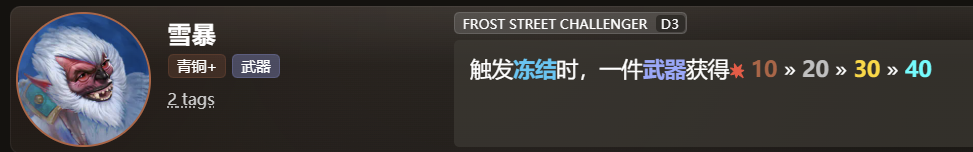 雪暴
青铜+ 武器
2 tags
FROST STREET CHALLENGER D3
触发冻结时，一件武器获得 10 » 20 » 30 » 40